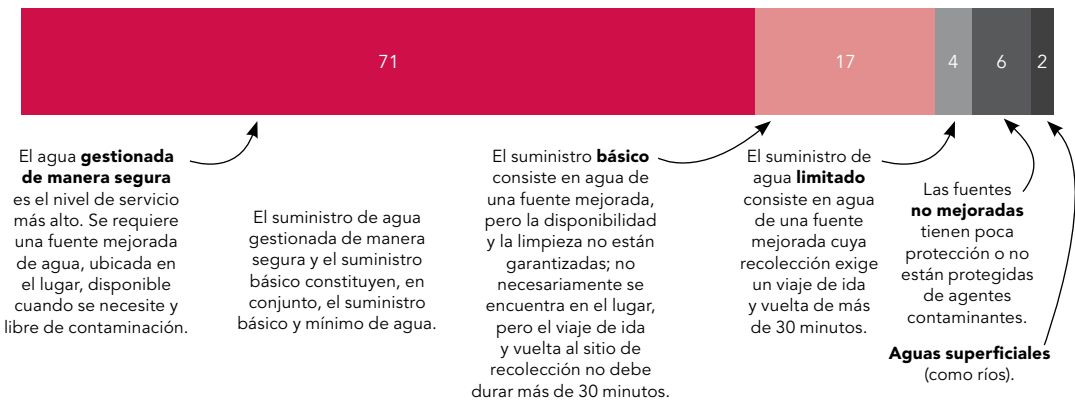 71
17
4
6
2
El agua gestionada
de manera segura
es el nivel de servicio
más alto. Se requiere
una fuente mejorada
de agua, ubicada en
el lugar, disponible
cuando se necesite y
libre de contaminación.
El suministro de agua
gestionada de manera
segura y el suministro
básico constituyen, en
conjunto, el suministro
básico y mínimo de agua.
El suministro básico
consiste en agua de
una fuente mejorada,
pero la disponibilidad
y la limpieza no están
garantizadas; no
necesariamente se
encuentra en el lugar,
pero el viaje de ida
y vuelta al sitio de
recolección no debe
durar más de 30 minutos.
El suministro de
agua limitado
consiste en agua
de una fuente
mejorada cuya
recolección exige
un viaje de ida
y vuelta de más
de 30 minutos.
Las fuentes
no mejoradas
tienen poca
protección o no
están protegidas
de agentes
contaminantes.
Aguas superficiales
(como ríos).